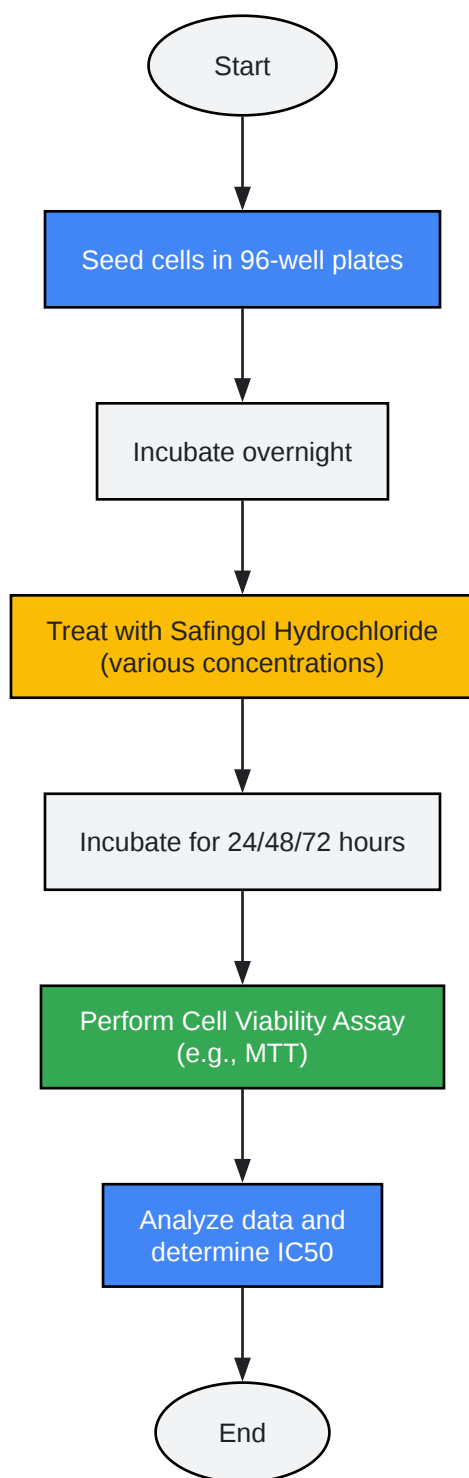 Start
Seed cells in 96-well plates
Incubate overnight
Treat with Safingol Hydrochloride
(various concentrations)
Incubate for 24/48/72 hours
Perform Cell Viability Assay
(e.g., MTT)
Analyze data and
determine IC50
End